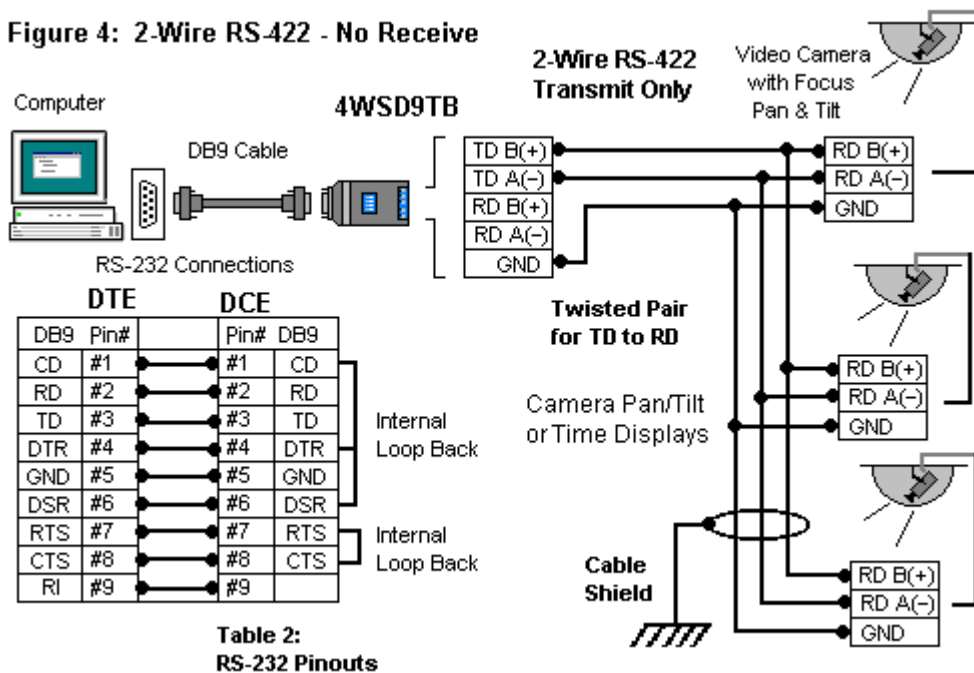 Figure 4: 2-Wire RS-422 - No Receive
2-Wire RS-422
Transmit Only
Video Camera
with Focus
Pan & Tilt
Computer
4WSD9TB
DB9 Cable
TD B(+)
TD A(−)
RD B(+)
RD A(−)
GND
RD B(+)
RD A(−)
GND
RS-232 Connections
DTE DCE
DB9 Pin# Pin# DB9
CD #1 #1 CD
RD #2 #2 RD
TD #3 #3 TD
DTR #4 #4 DTR
GND #5 #5 GND
DSR #6 #6 DSR
RTS #7 #7 RTS
CTS #8 #8 CTS
RI #9 #9
Internal
Loop Back
Internal
Loop Back
Table 2:
RS-232 Pinouts
Twisted Pair
for TD to RD
Camera Pan/Tilt
or Time Displays
RD B(+)
RD A(−)
GND
Cable
Shield
RD B(+)
RD A(−)
GND